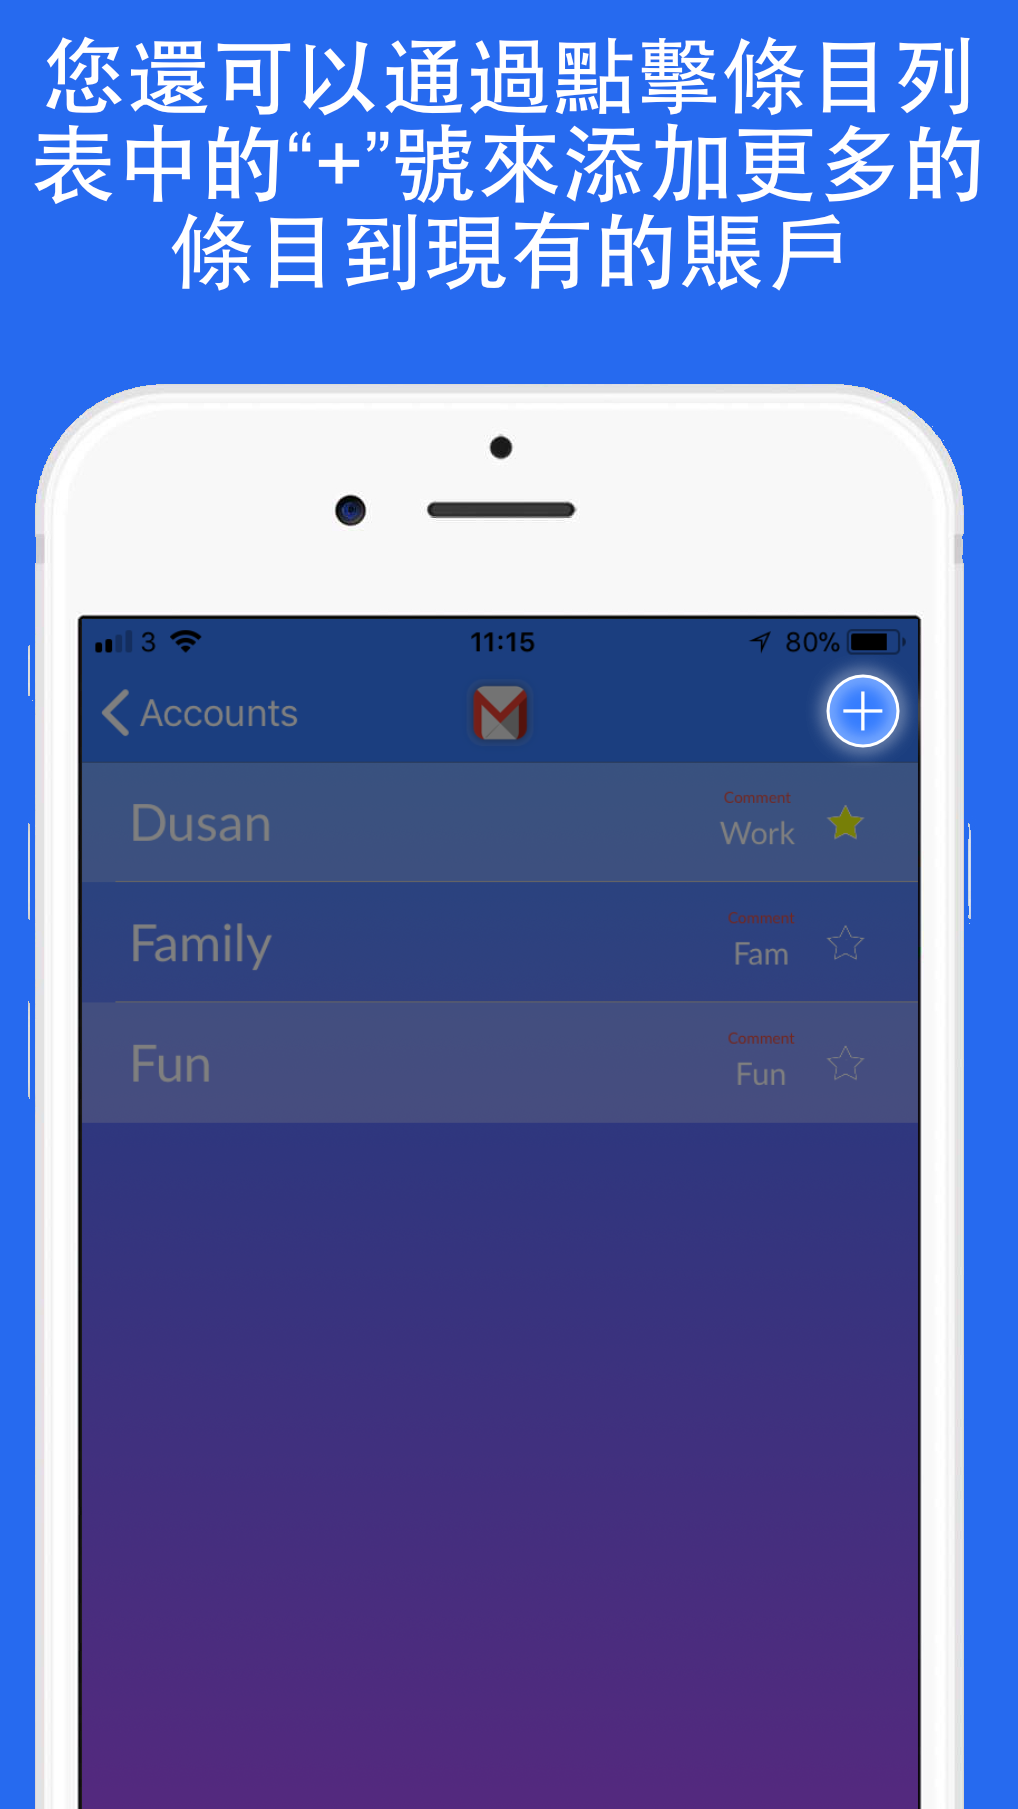 您還可以通過點擊條目列
表中的“+”號來添加更多的
條目到現有的賬戶
3 11:15 80%
Accounts
Comment
Dusan Work
Comment
Family Fam
Comment
Fun Fun